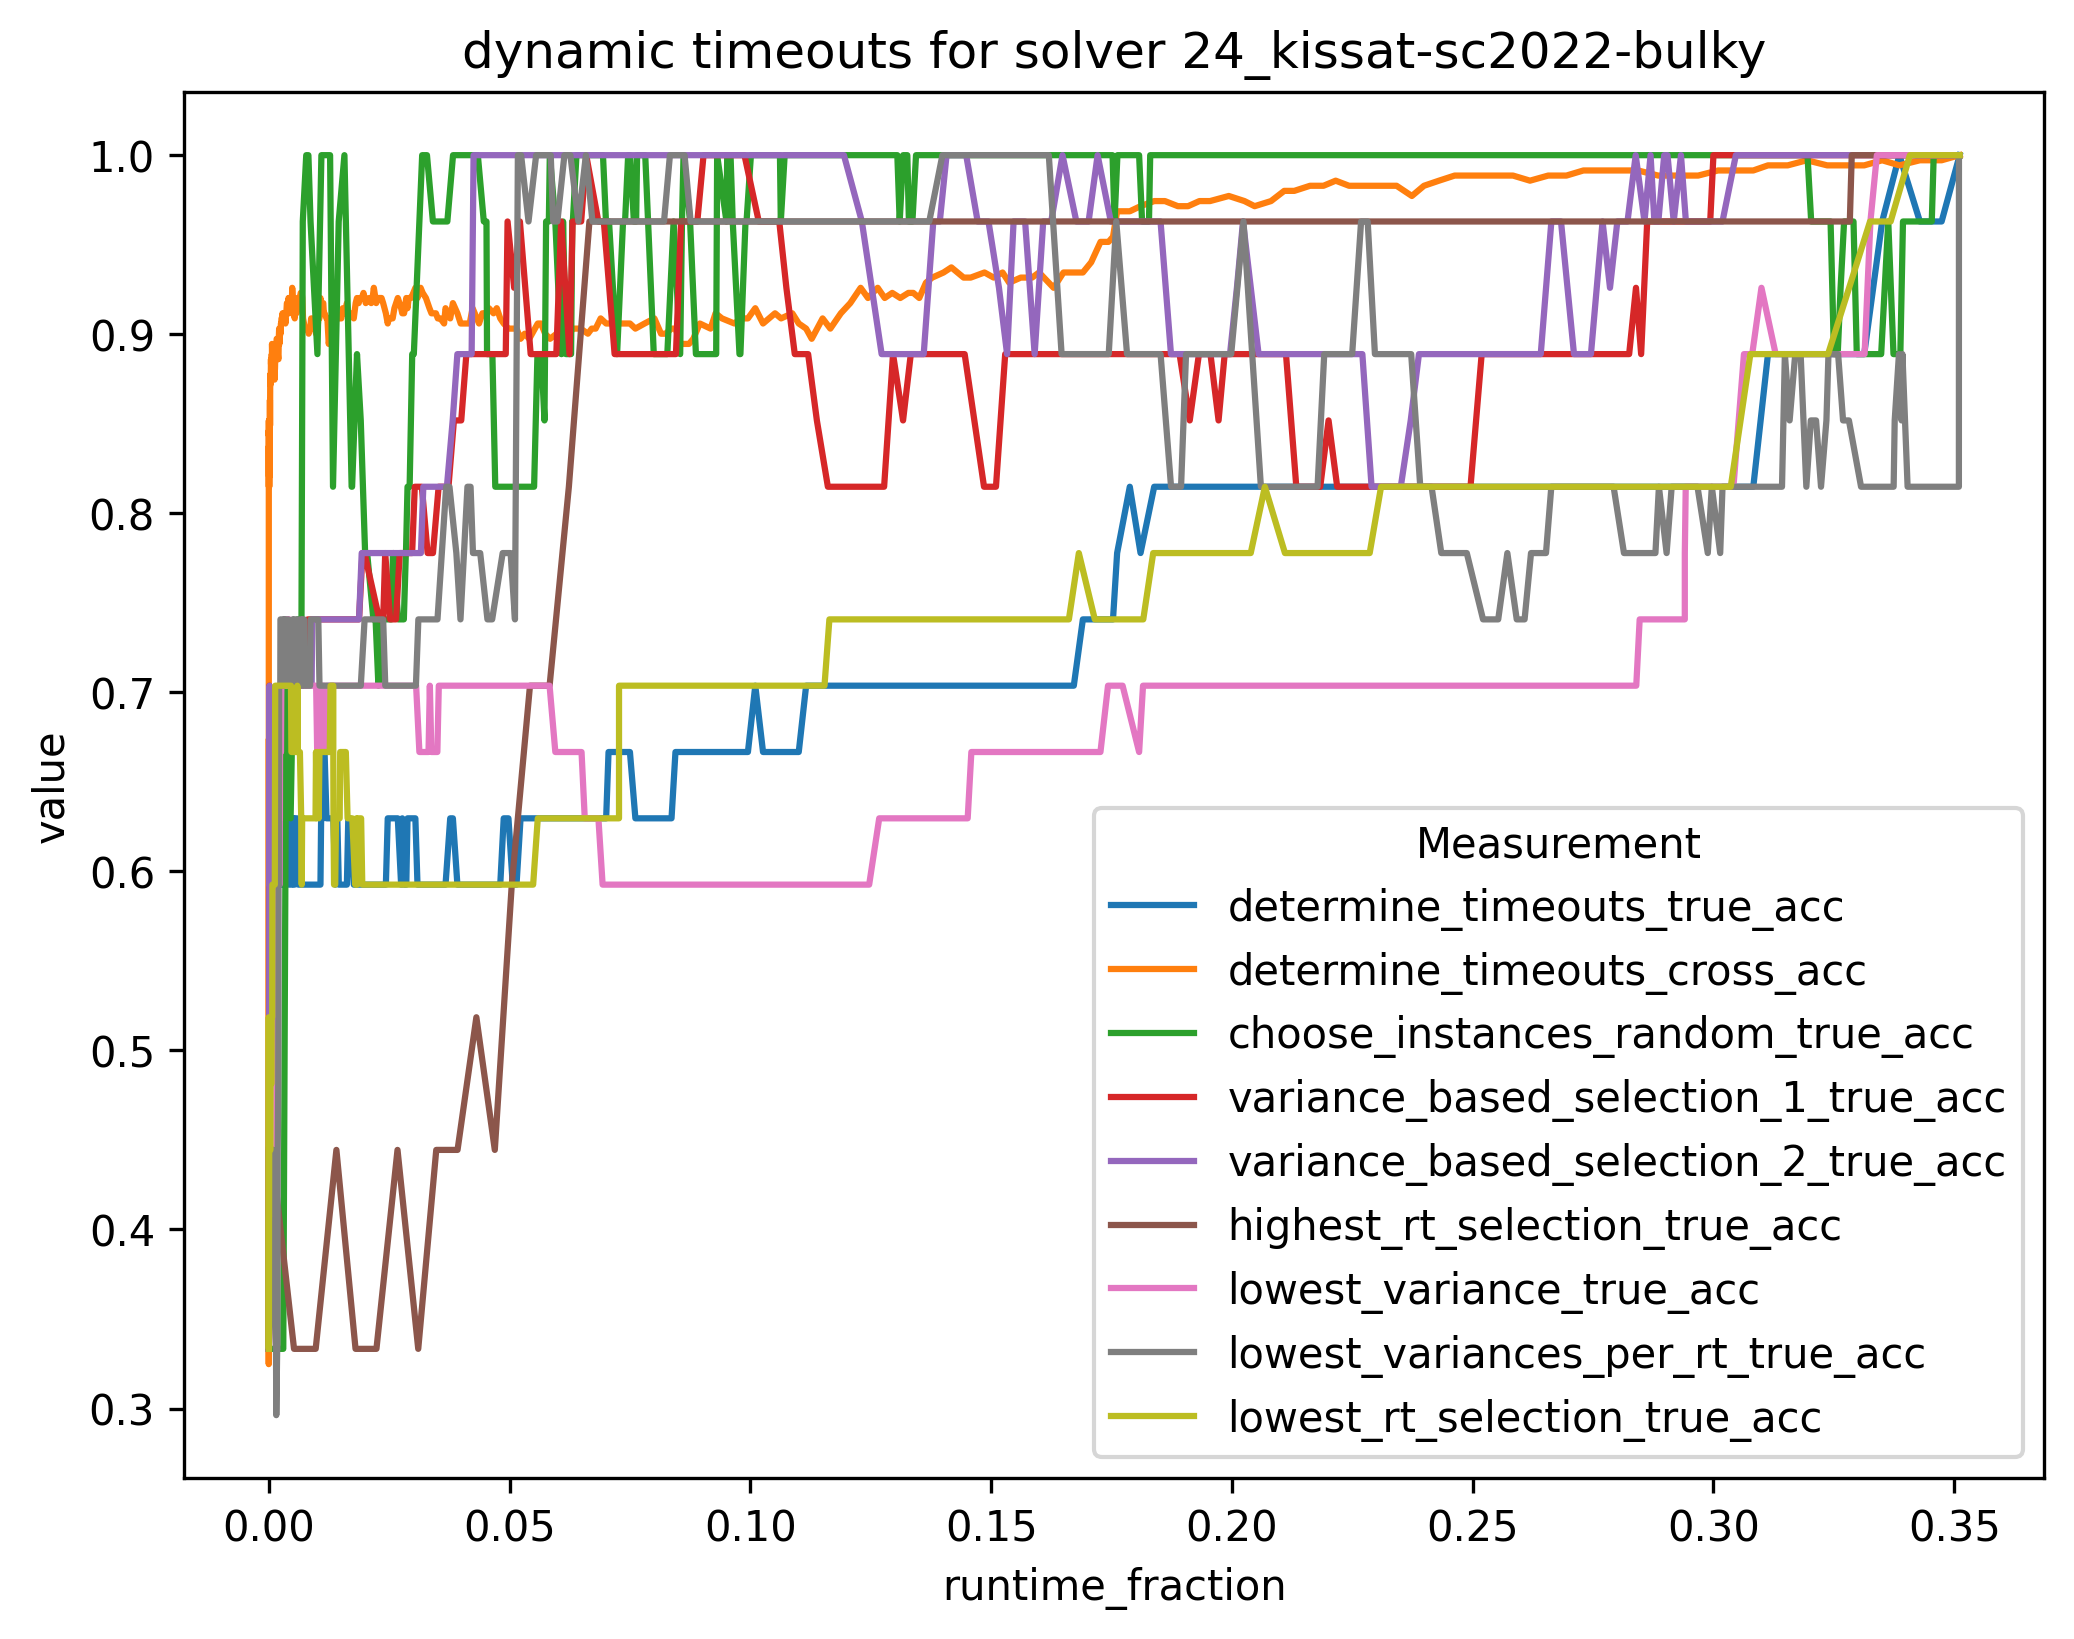 dynamic timeouts for solver 24_kissat-sc2022-bulky
1.0
0.9
0.8
0.7
0.6
0.5
0.4
0.3
value
0.00 0.05 0.10 0.15 0.20 0.25 0.30 0.35
runtime_fraction
Measurement
determine_timeouts_true_acc
determine_timeouts_cross_acc
choose_instances_random_true_acc
variance_based_selection_1_true_acc
variance_based_selection_2_true_acc
highest_rt_selection_true_acc
lowest_variance_true_acc
lowest_variances_per_rt_true_acc
lowest_rt_selection_true_acc